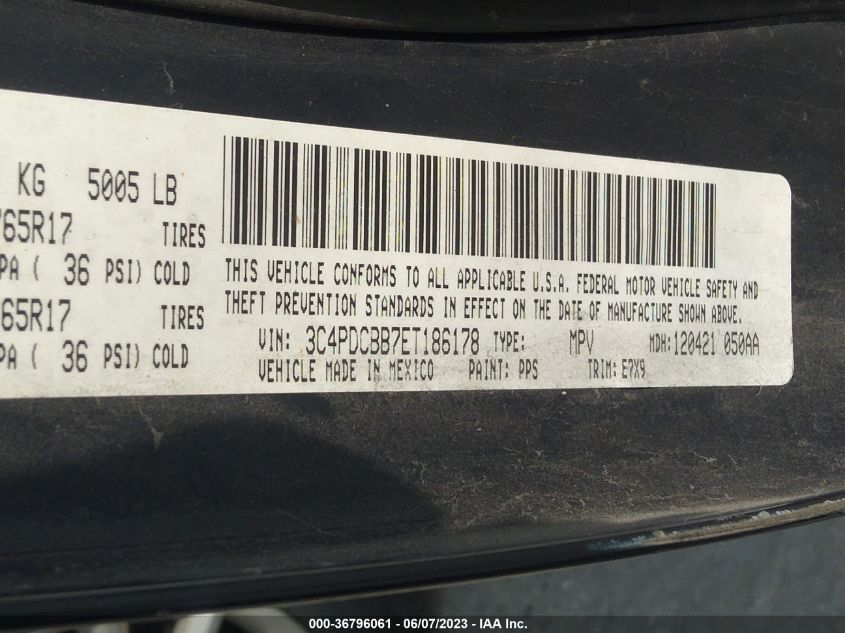 KG 5005 LB
65R17 TIRES
PA ( 36 PSI) COLD
65R17 TIRES
PA ( 36 PSI) COLD
THIS VEHICLE CONFORMS TO ALL APPLICABLE U.S.A. FEDERAL MOTOR VEHICLE SAFETY AND
THEFT PREVENTION STANDARDS IN EFFECT ON THE DATE OF MANUFACTURE SHOWN ABOVE.
VIN: 3C4PDCBB7ET186178 TYPE: MPV MDH: 120421 050AA
VEHICLE MADE IN MEXICO PAINT: PPS TRIM: E7X9
000-36796061 - 06/07/2023 - IAA Inc.